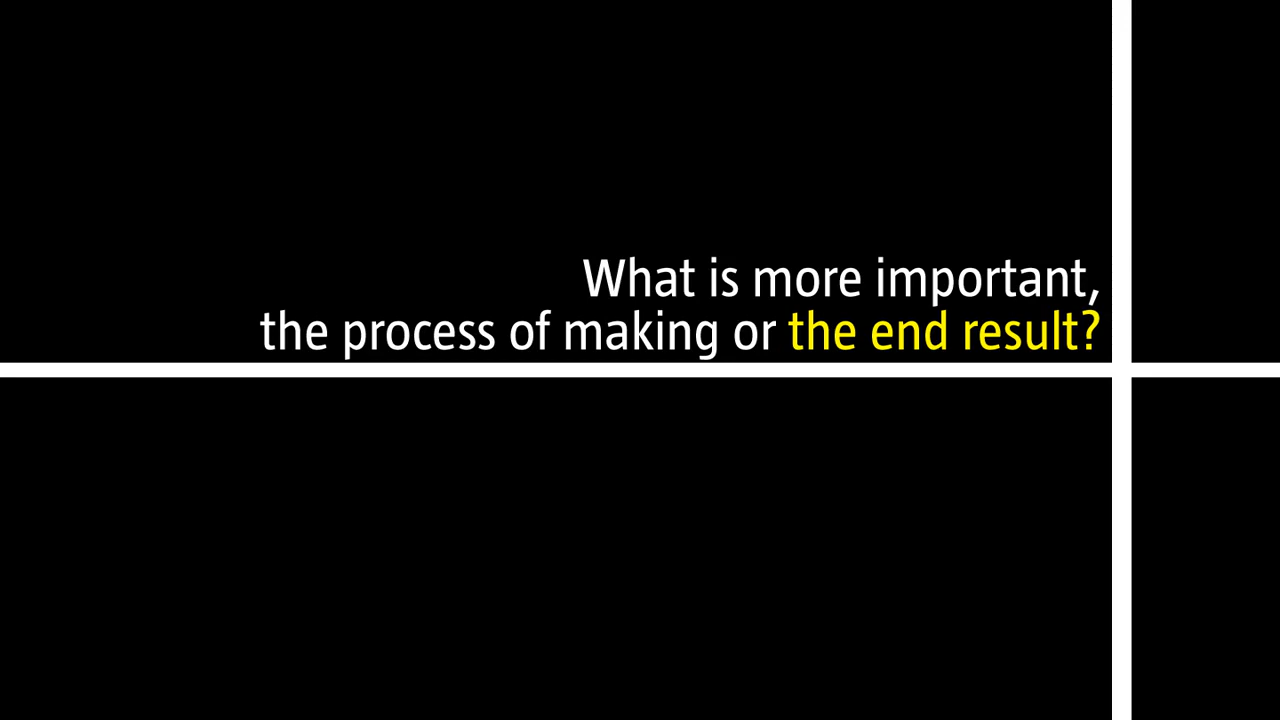 What is more important,
the process of making or the end result?